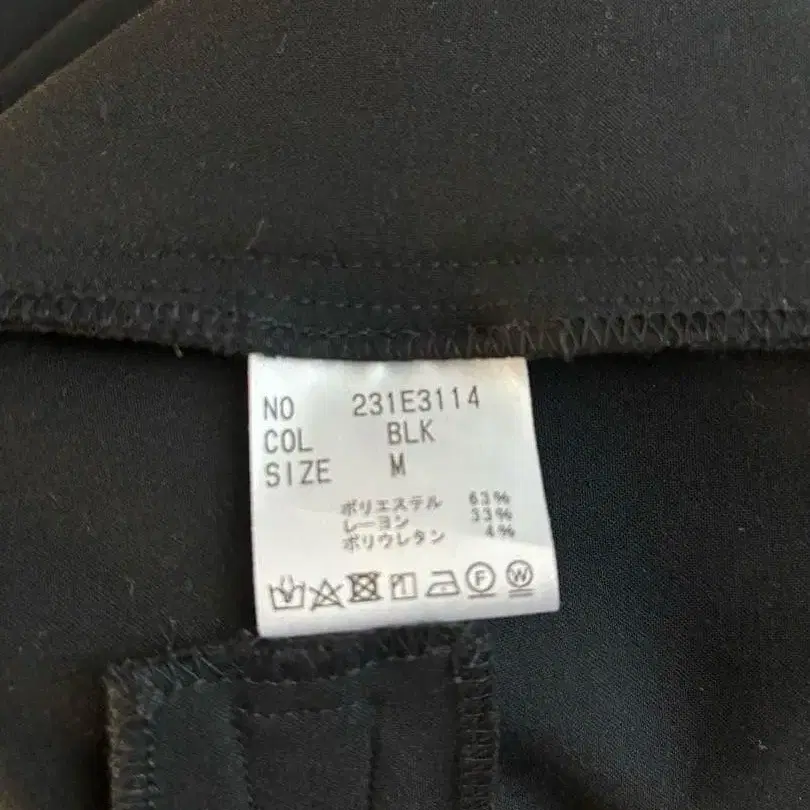 NO 231E3114
COL BLK
SIZE M
ポリエステル 63%
レーヨン 33%
ポリウレタン 4%
F W